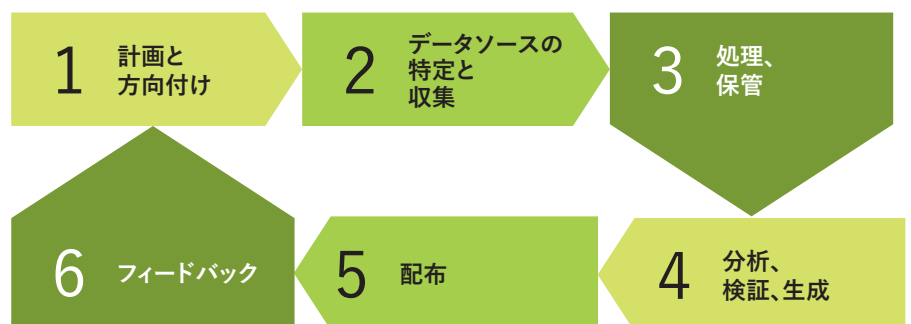 1
計画と
方向付け
2
データソースの
特定と
収集
3
処理、
保管
4
分析、
検証、生成
5
配布
6
フィードバック